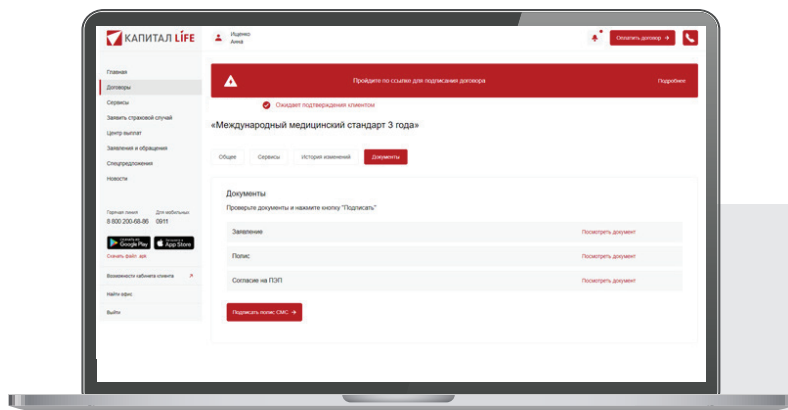 КАПИТАЛ LIFE
Ищенко
Анна
Оплатить договор →
Главная
Договоры
Сервисы
Заявить страховой случай
Центр выплат
Заявления и обращения
Спецпредложения
Новости
Горячая линия
Для мобильных
8 800 200-68-86
0911
Google Play
App Store
Скачать файл .apk
Возможности кабинета клиента
Найти офис
Выйти
Пройдите по ссылке для подписания договора
Подробнее
Ожидает подтверждения клиентом
«Международный медицинский стандарт 3 года»
Общее
Сервисы
История изменений
Документы
Документы
Проверьте документы и нажмите кнопку "Подписать"
Заявление
Посмотреть документ
Полис
Посмотреть документ
Согласие на ПЭП
Посмотреть документ
Подписать полис СМС →